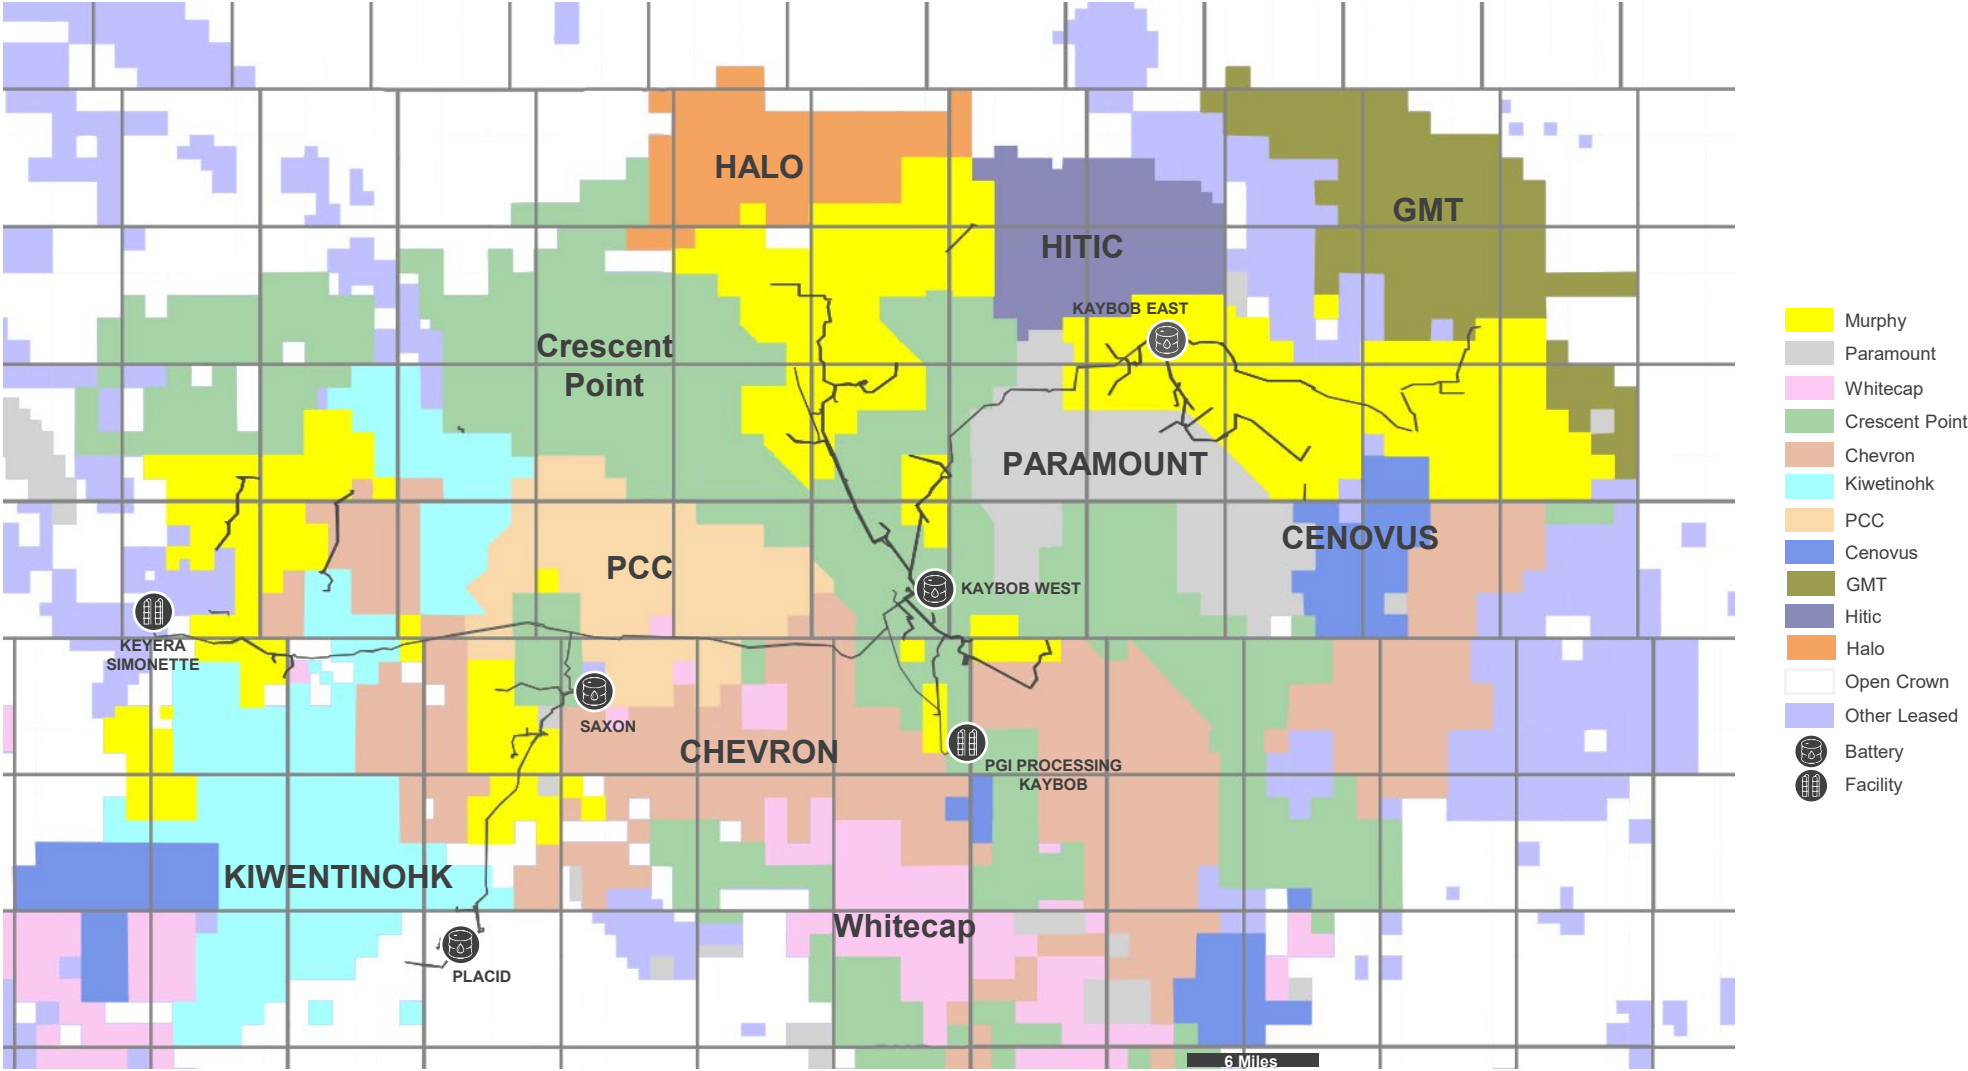 HALO
GMT
HITIC
KAYBOB EAST
Crescent
Point
PARAMOUNT
CENOVUS
PCC
KAYBOB WEST
KEYERA
SIMONETTE
SAXON
CHEVRON
PGI PROCESSING
KAYBOB
KIWENTINOHK
Whitecap
PLACID
6 Miles
Murphy
Paramount
Whitecap
Crescent Point
Chevron
Kiwetinohk
PCC
Cenovus
GMT
Hitic
Halo
Open Crown
Other Leased
Battery
Facility